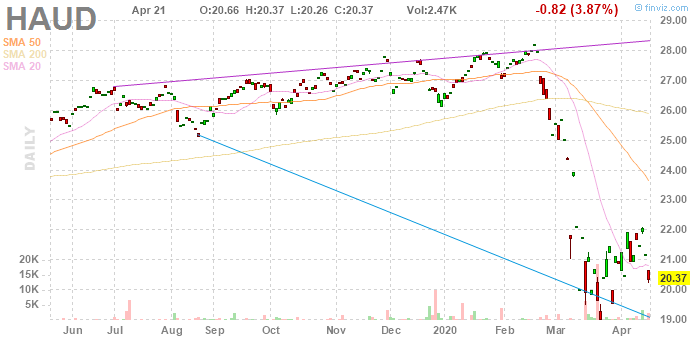 HAUD
Apr 21 O:20.66 H:20.37 L:20.26 C:20.37 Vol:2.47K -0.82 (3.87%)
© finviz.com
SMA 50
SMA 200
SMA 20
DAILY
29.00
28.00
27.00
26.00
25.00
24.00
23.00
22.00
21.00
20.37
20.00
19.00
20K
15K
10K
5K
Jun Jul Aug Sep Oct Nov Dec 2020 Feb Mar Apr